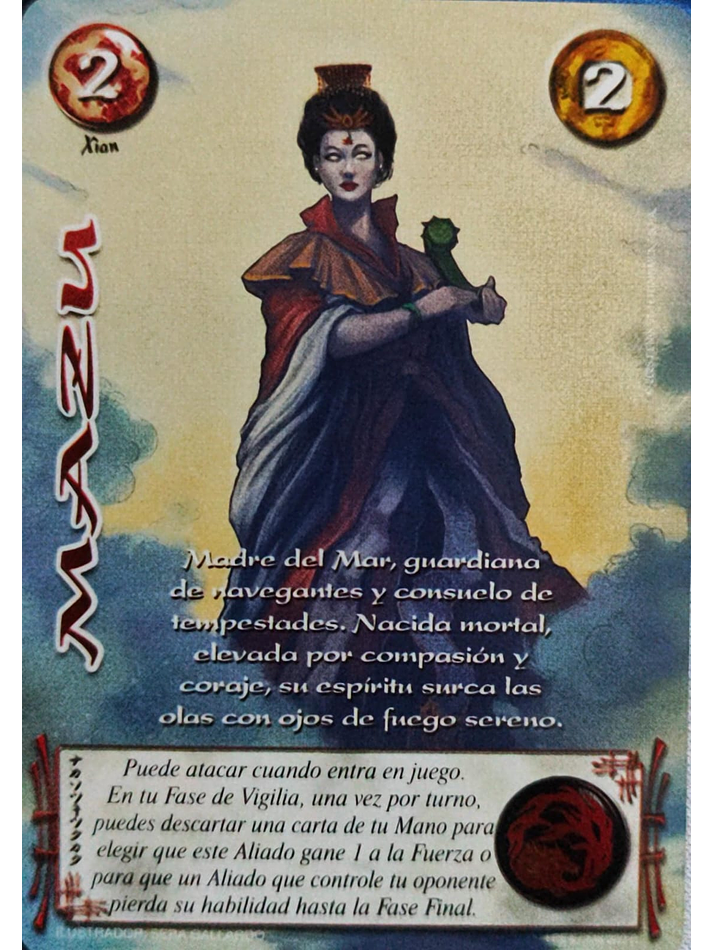 2
2
Xian
MAZU
Madre del Mar, guardiana
de navegantes y consuelo de
tempestades. Nacida mortal,
elevada por compasión y
coraje, su espíritu surca las
olas con ojos de fuego sereno.
Puede atacar cuando entra en juego.
En tu Fase de Vigilia, una vez por turno,
puedes descartar una carta de tu Mano para
elegir que este Aliado gane 1 a la Fuerza o
para que un Aliado que controle tu oponente
pierda su habilidad hasta la Fase Final.
ILUSTRADOR: SERA GALLARDO